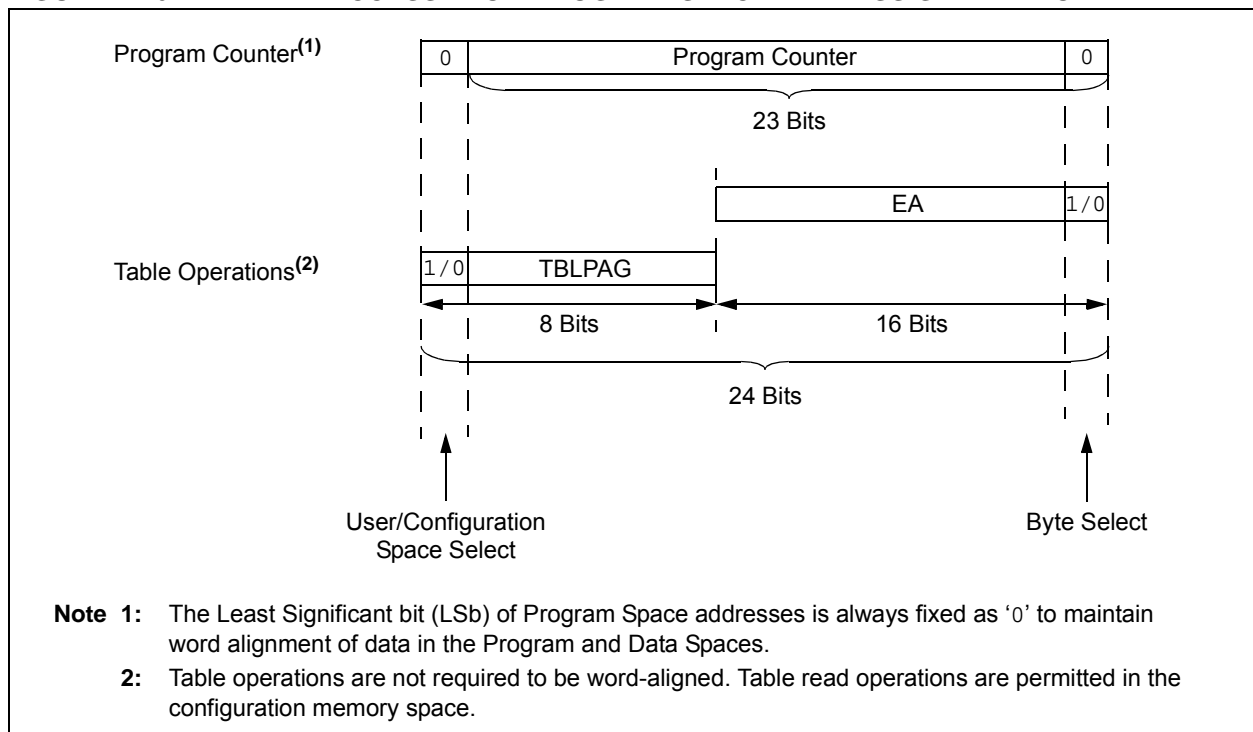 Program Counter(1)
0
Program Counter
0
23 Bits
EA
1/0
Table Operations(2)
1/0
TBLPAG
8 Bits
16 Bits
24 Bits
User/Configuration
Space Select
Byte Select
Note 1: The Least Significant bit (LSb) of Program Space addresses is always fixed as ‘0’ to maintain
word alignment of data in the Program and Data Spaces.
2: Table operations are not required to be word-aligned. Table read operations are permitted in the
configuration memory space.